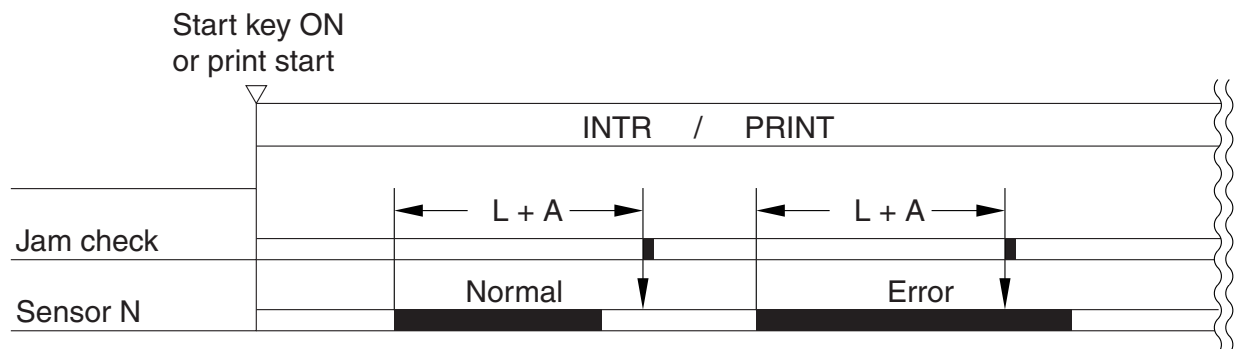 Start key ON
or print start
INTR / PRINT
L + A
L + A
Jam check
Normal
Error
Sensor N